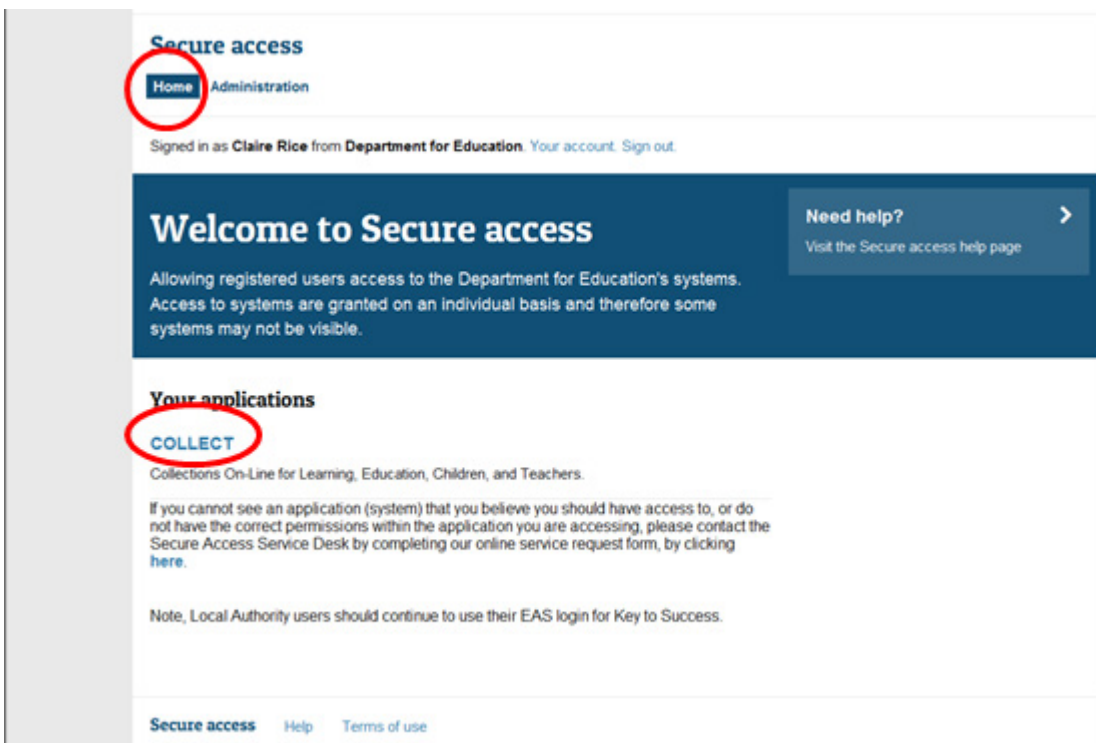 Secure access
Home Administration
Signed in as Claire Rice from Department for Education. Your account. Sign out.
Welcome to Secure access
Allowing registered users access to the Department for Education's systems.
Access to systems are granted on an individual basis and therefore some
systems may not be visible.
Need help?
Visit the Secure access help page
Your applications
COLLECT
Collections On-Line for Learning, Education, Children, and Teachers.
If you cannot see an application (system) that you believe you should have access to, or do
not have the correct permissions within the application you are accessing, please contact the
Secure Access Service Desk by completing our online service request form, by clicking
here.
Note, Local Authority users should continue to use their EAS login for Key to Success.
Secure access Help Terms of use